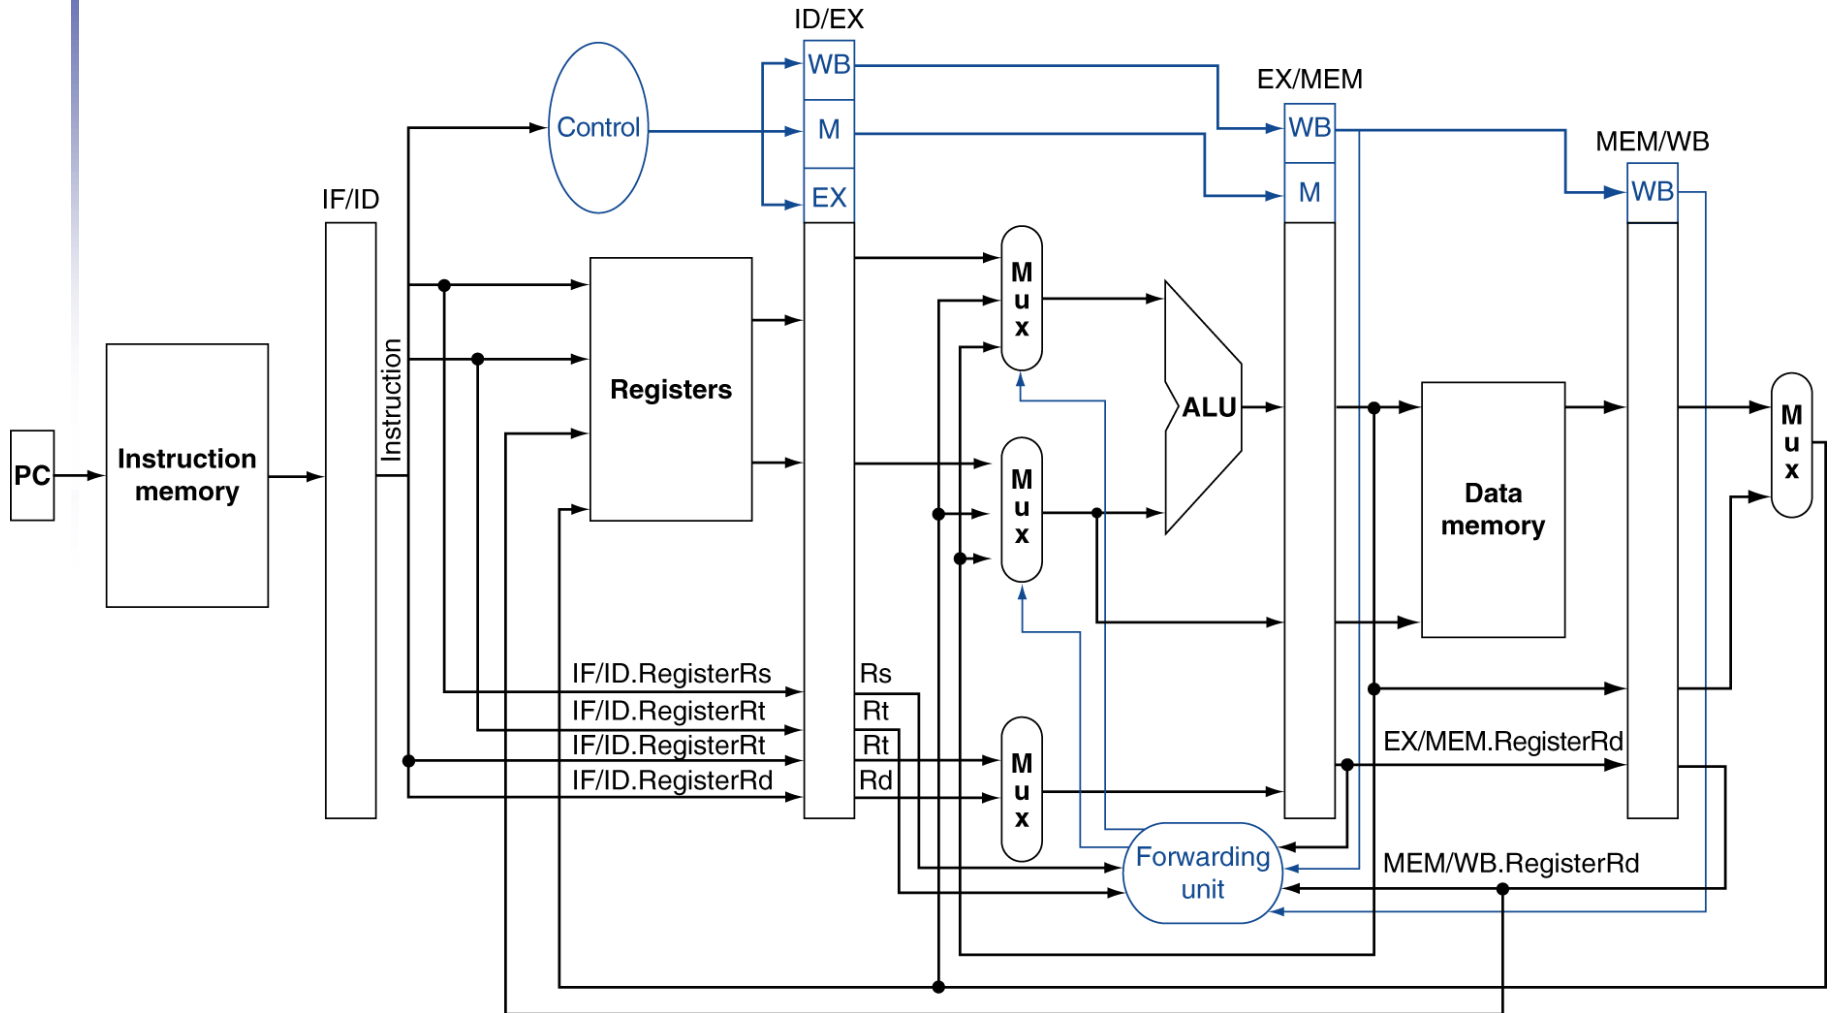 ID/EX
WB
M
EX
Control
EX/MEM
WB
M
MEM/WB
WB
IF/ID
PC
Instruction
memory
Instruction
Registers
M
u
x
M
u
x
ALU
Data
memory
M
u
x
IF/ID.RegisterRs
IF/ID.RegisterRt
IF/ID.RegisterRt
IF/ID.RegisterRd
Rs
Rt
Rt
Rd
M
u
x
EX/MEM.RegisterRd
Forwarding
unit
MEM/WB.RegisterRd